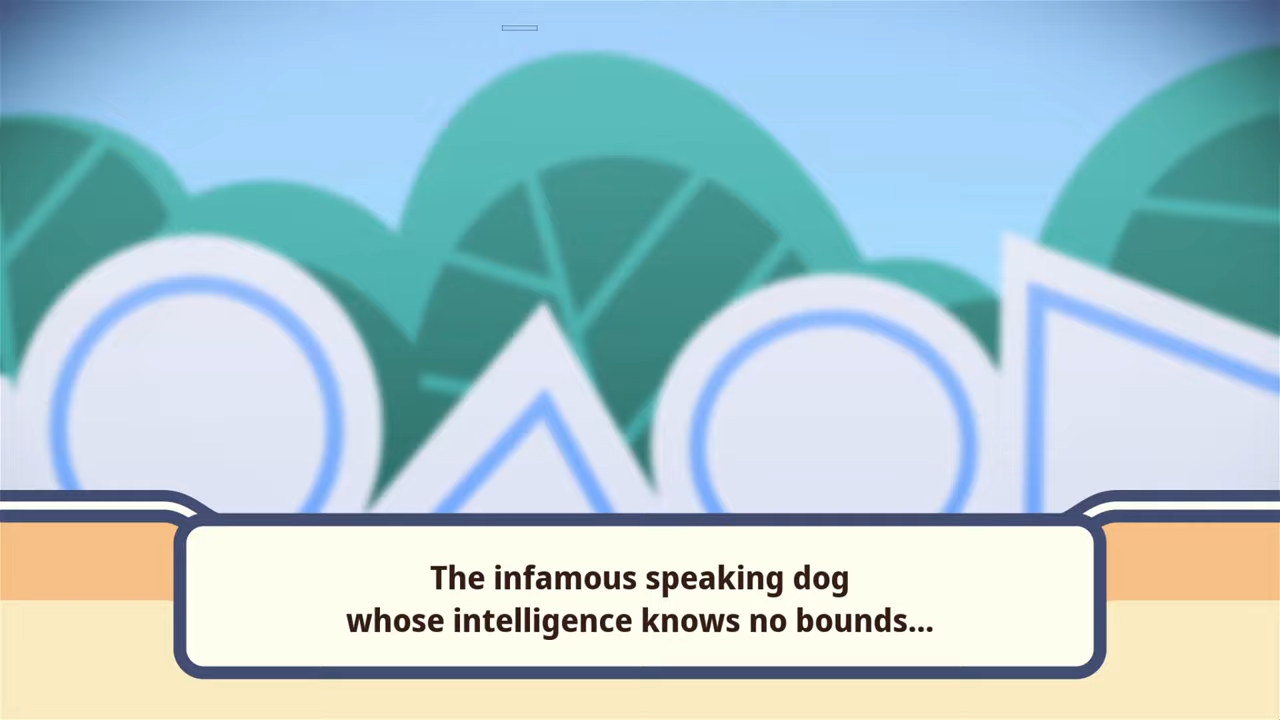 The infamous speaking dog
whose intelligence knows no bounds...